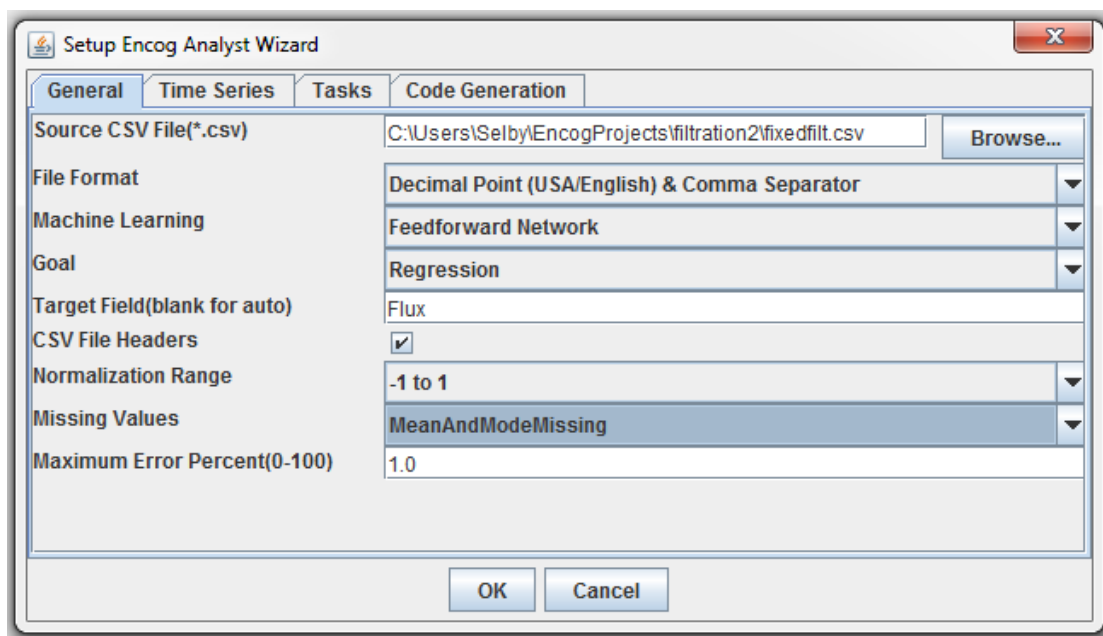 Setup Encog Analyst Wizard
General Time Series Tasks Code Generation
Source CSV File(*.csv) C:\Users\Selby\EncogProjects\filtration2\fixedfilt.csv Browse...
File Format Decimal Point (USA/English) & Comma Separator
Machine Learning Feedforward Network
Goal Regression
Target Field(blank for auto) Flux
CSV File Headers
Normalization Range -1 to 1
Missing Values MeanAndModeMissing
Maximum Error Percent(0-100) 1.0
OK Cancel